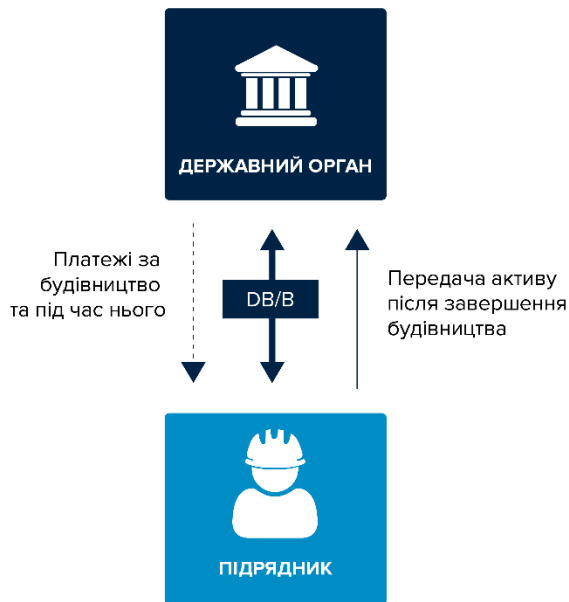 ДЕРЖАВНИЙ ОРГАН
Платежі за
будівництво
та під час нього
DB/B
Передача активу
після завершення
будівництва
ПІДРЯДНИК